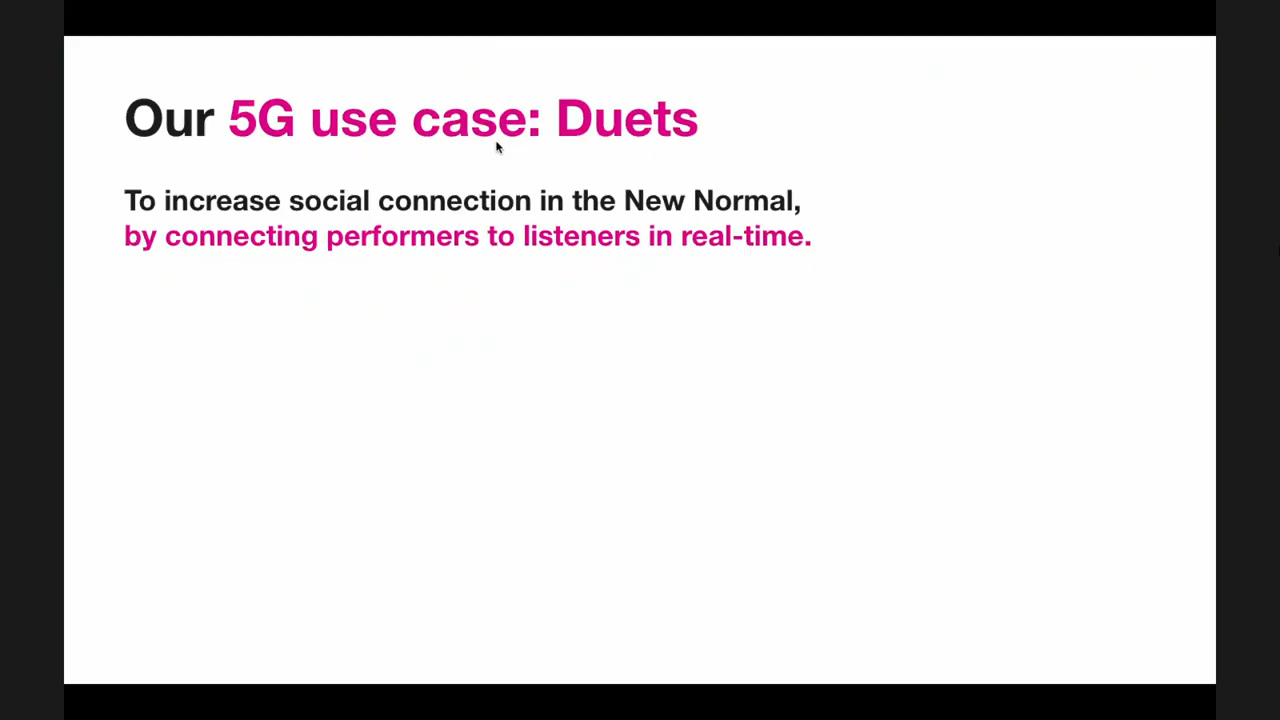 Our 5G use case: Duets
To increase social connection in the New Normal,
by connecting performers to listeners in real-time.